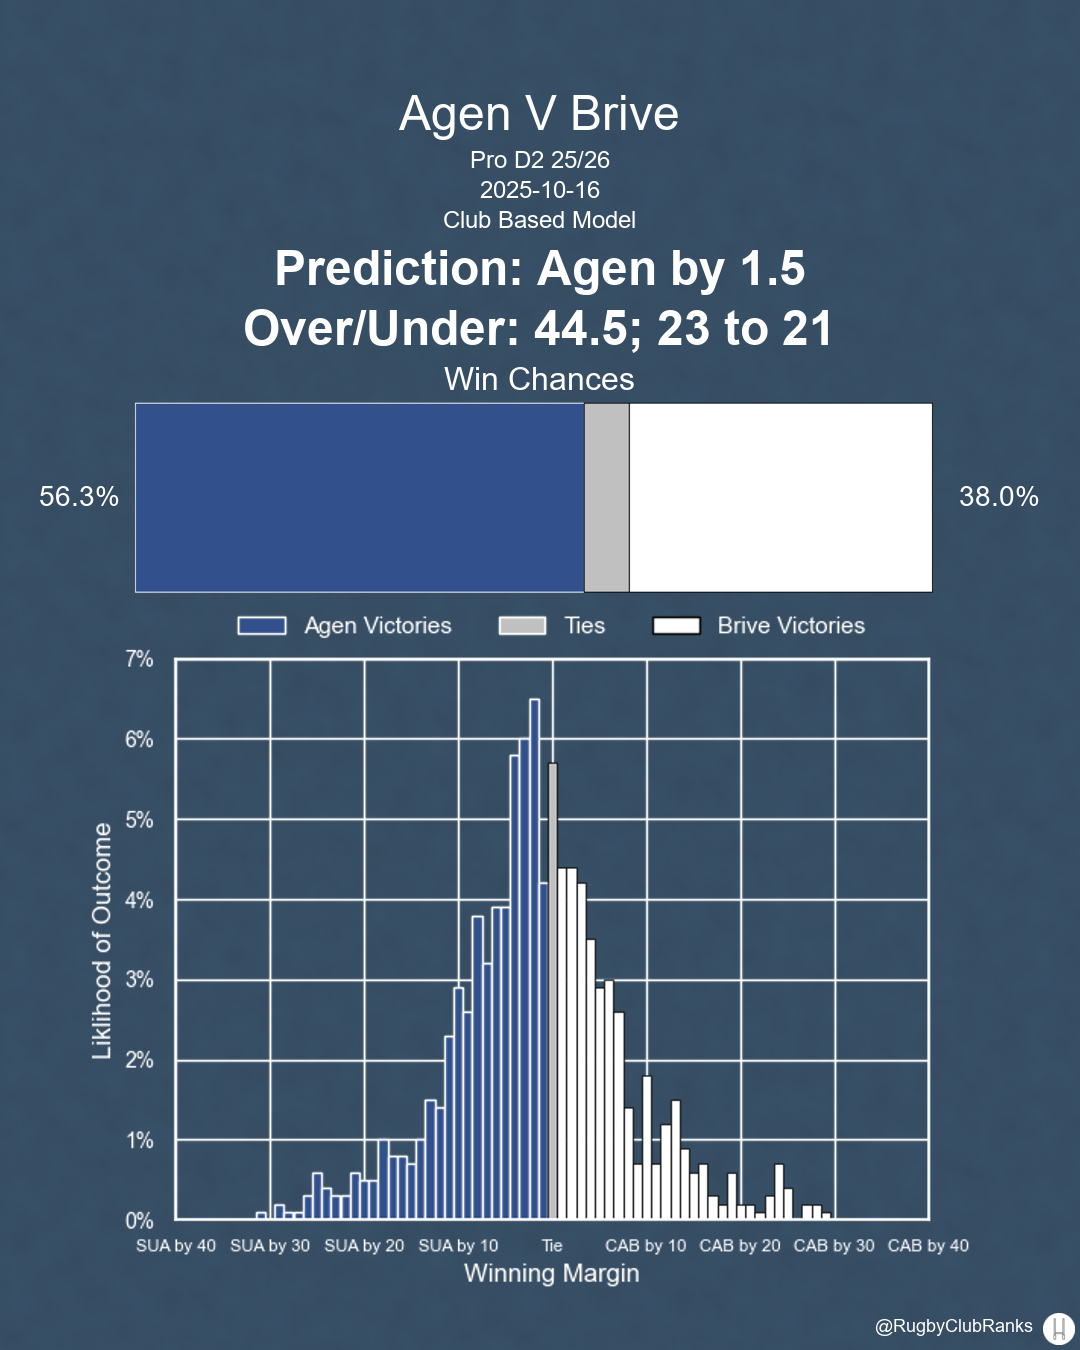 Agen V Brive
Pro D2 25/26
2025-10-16
Club Based Model
Prediction: Agen by 1.5
Over/Under: 44.5; 23 to 21
Win Chances
56.3%
38.0%
Agen Victories
Ties
Brive Victories
7%
6%
5%
4%
3%
2%
1%
0%
Liklihood of Outcome
SUA by 40
SUA by 30
SUA by 20
SUA by 10
Tie
CAB by 10
CAB by 20
CAB by 30
CAB by 40
Winning Margin
@RugbyClubRanks